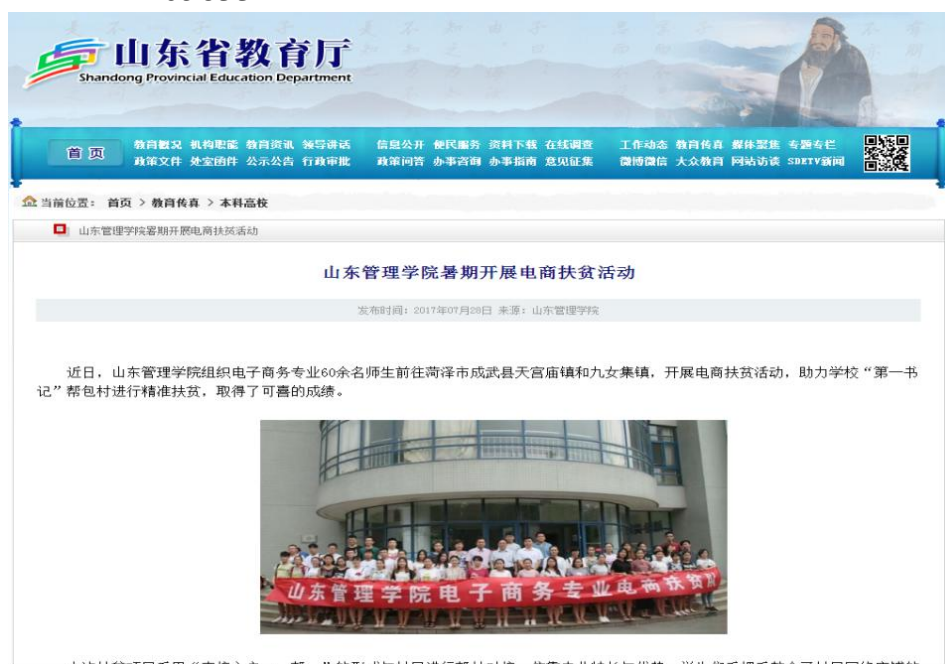 山东省教育厅
Shandong Provincial Education Department
首 页
教育概况 机构职能 教育资讯 领导讲话 信息公开 便民服务 资料下载 在线调查 工作动态 教育传真 媒体聚焦 专题专栏
政策文件 处室函件 公示公告 行政审批 政策问答 办事咨询 办事指南 意见征集 微博微信 大众教育 网站访谈 SDETV新闻
当前位置： 首页 > 教育传真 > 本科高校
山东管理学院暑期开展电商扶贫活动
山东管理学院暑期开展电商扶贫活动
发布时间：2017年07月28日 来源：山东管理学院
近日，山东管理学院组织电子商务专业60余名师生前往菏泽市成武县天宫庙镇和九女集镇，开展电商扶贫活动，助力学校“第一书
记”帮包村进行精准扶贫，取得了可喜的成绩。
山东管理学院电子商务专业电商扶贫